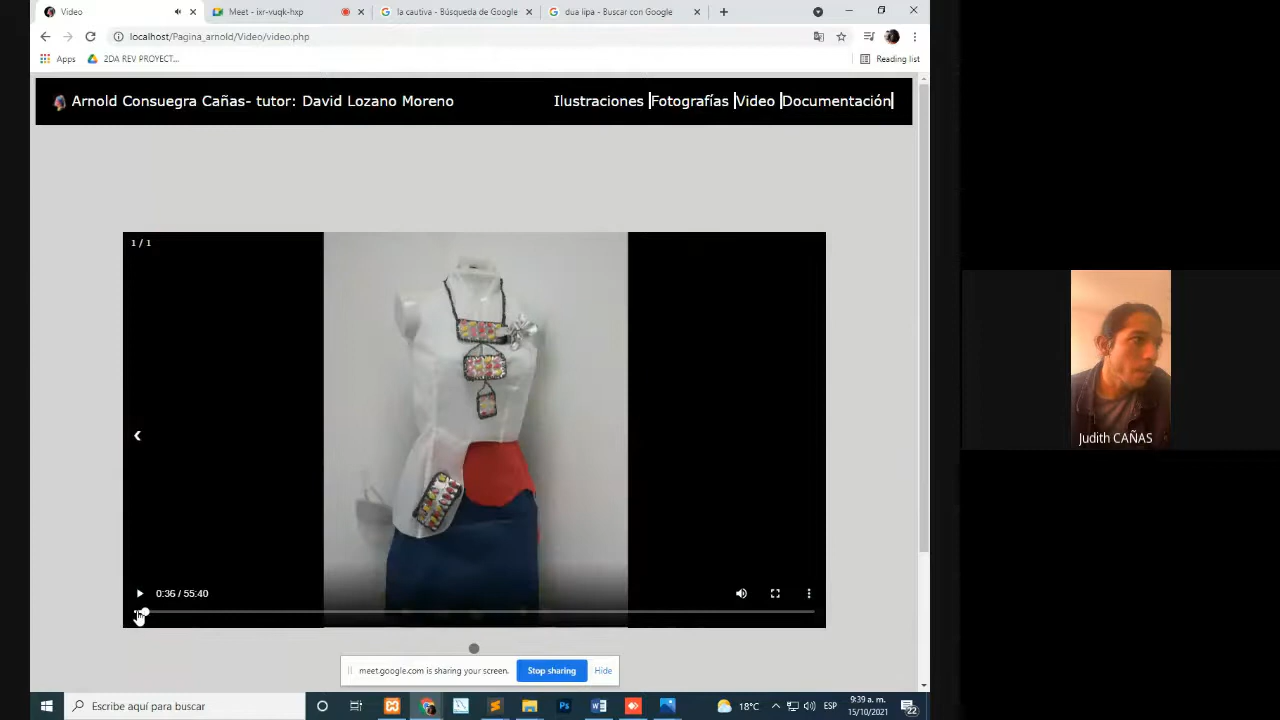 Video
Meet - ixr-vuqk-hxp
la cautiva - Búsqueda de Google
dua lipa - Buscar con Google
localhost/Pagina_arnold/Video/video.php
Apps
2DA REV PROYECT...
Reading list
Arnold Consuegra Cañas- tutor: David Lozano Moreno
Ilustraciones |Fotografías |Video |Documentación|
1 / 1
0:36 / 55:40
Judith CAÑAS
meet.google.com is sharing your screen.
Stop sharing
Hide
Escribe aquí para buscar
18°C
ESP
9:39 a. m.
15/10/2021
22